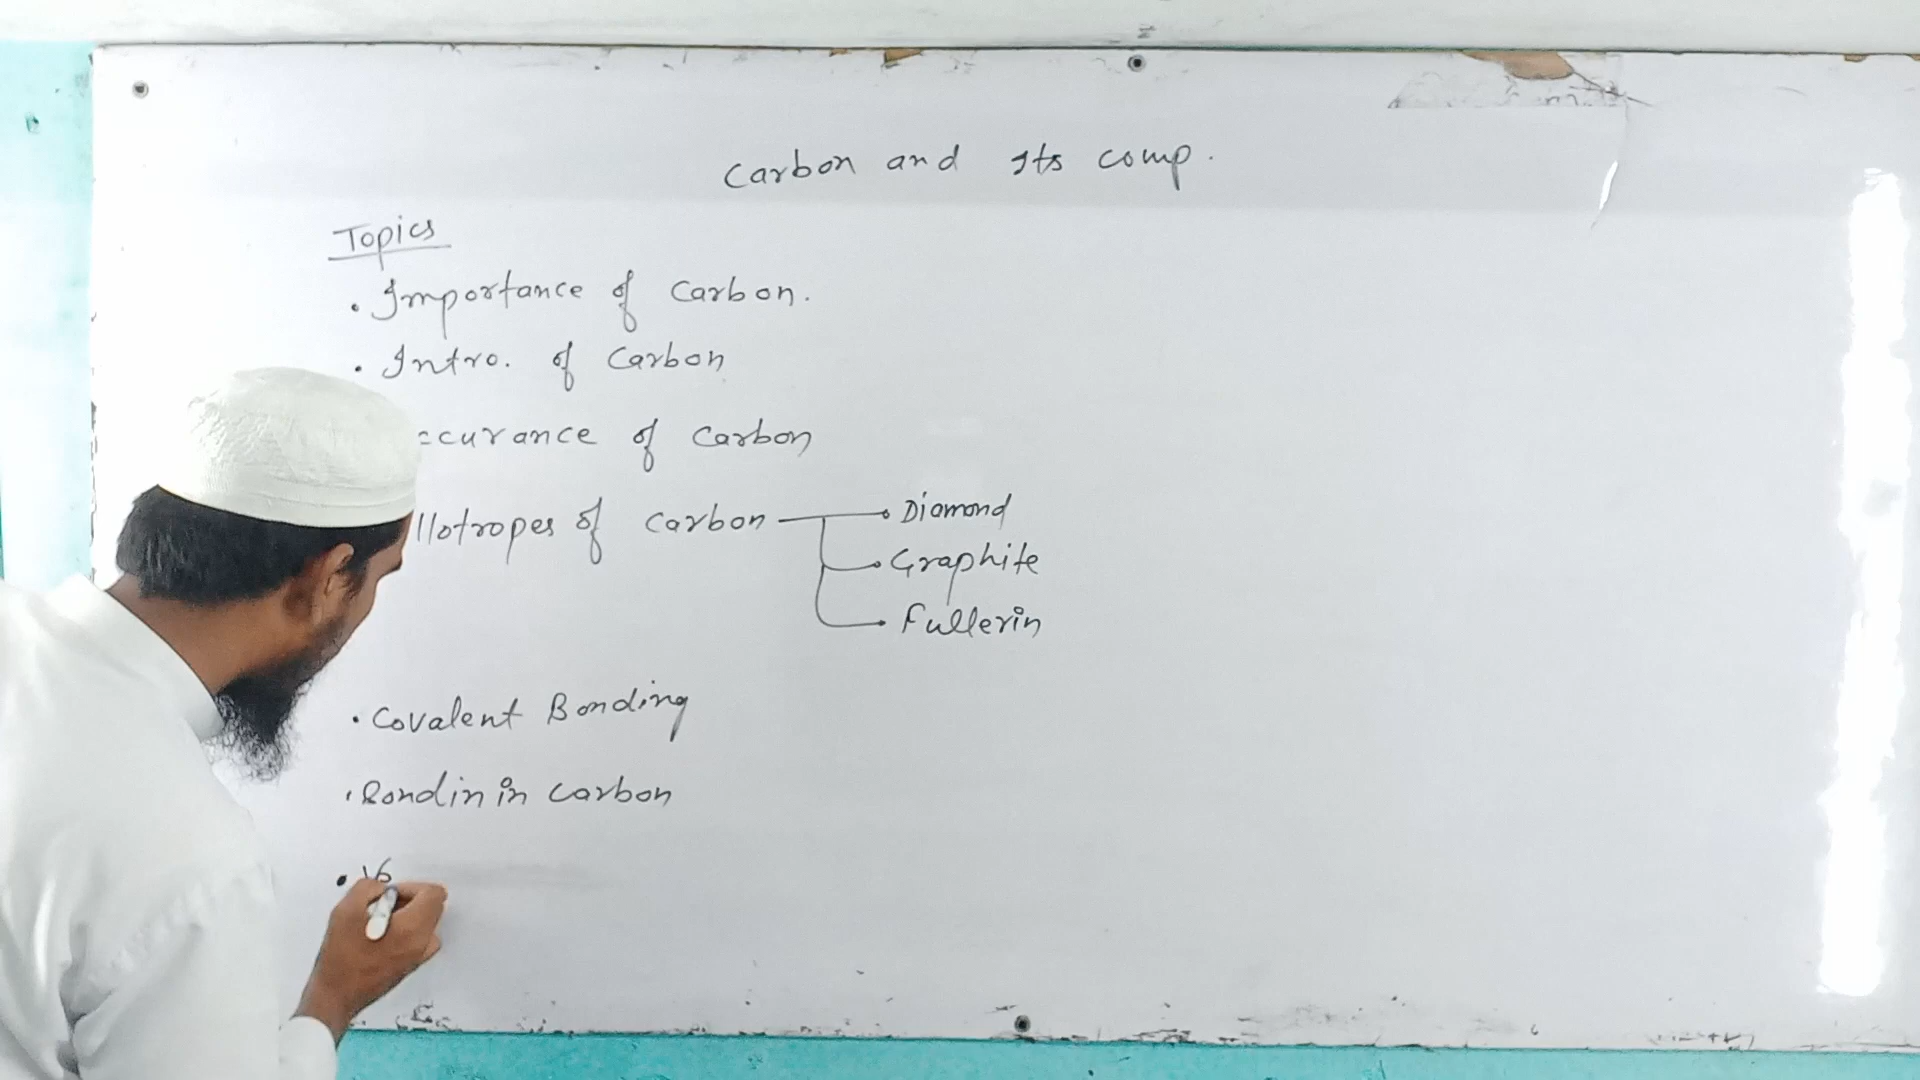 Carbon and Its comp.
Topics
. Importance of Carbon.
. Intro. of Carbon
ccurance of Carbon
llotropes of Carbon
Diamond
Graphite
Fullerin
. Covalent Bonding
. Bondin in Carbon
.